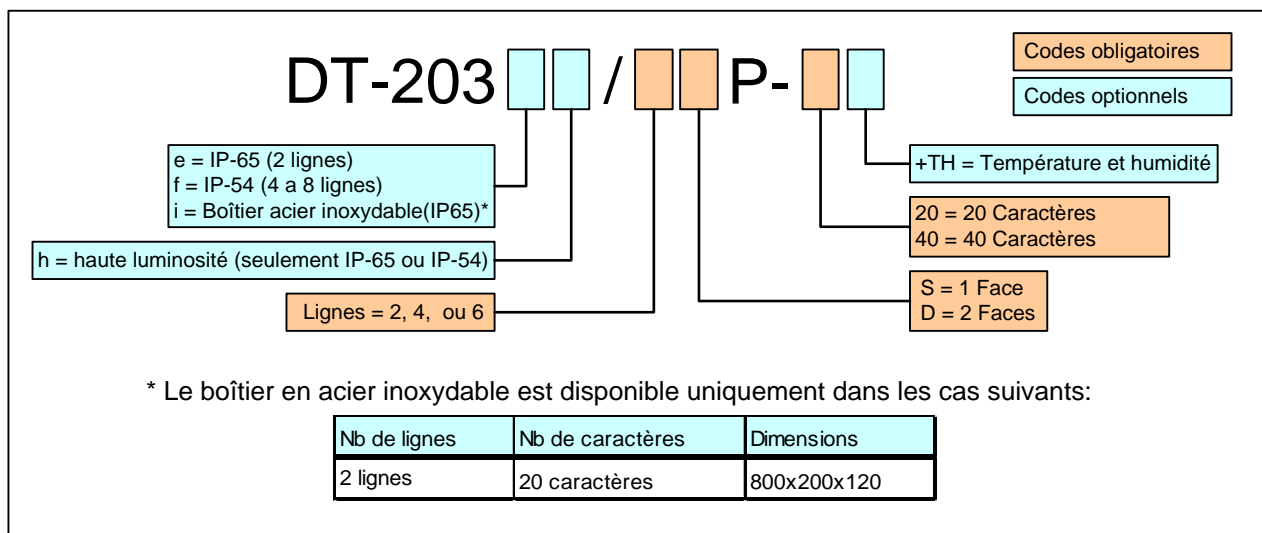 DT-203 / P-
Codes obligatoires
Codes optionnels
e = IP-65 (2 lignes)
f = IP-54 (4 a 8 lignes)
i = Boîtier acier inoxydable(IP65)*
+TH = Température et humidité
20 = 20 Caractères
40 = 40 Caractères
h = haute luminosité (seulement IP-65 ou IP-54)
S = 1 Face
D = 2 Faces
Lignes = 2, 4, ou 6
* Le boîtier en acier inoxydable est disponible uniquement dans les cas suivants:
Nb de lignes Nb de caractères Dimensions
2 lignes 20 caractères 800x200x120